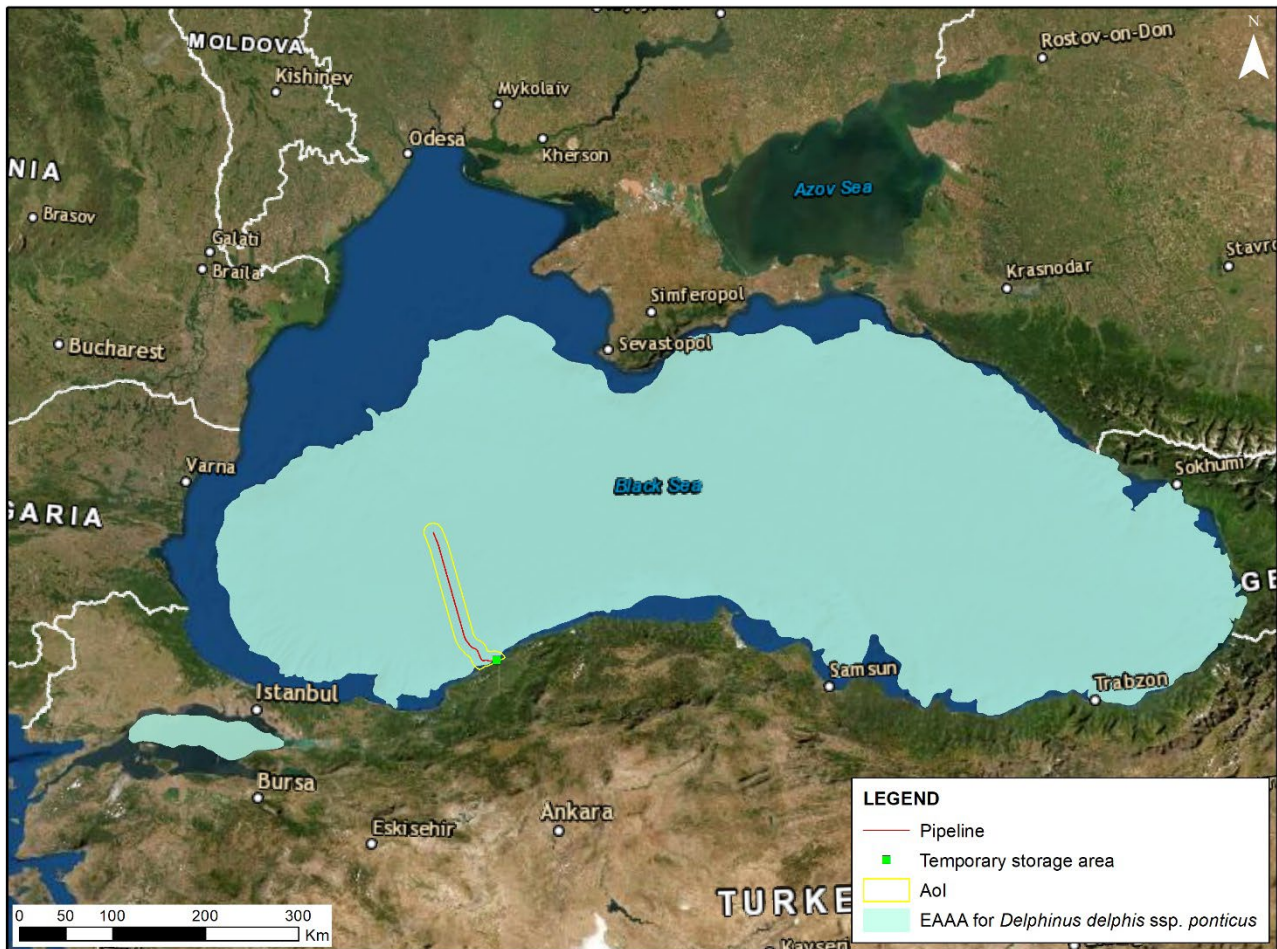 N
MOLDOVA
Rostov-on-Don
Kishinev
Mykolaiv
Odesa
Kherson
NIA
Azov Sea
Brasov
Galati
Stavro
Braila
Krasnodar
Simferopol
Bucharest
Sevastopol
Varna
Sokhumi
Black Sea
GARIA
GE
Samsun
Trabzon
Istanbul
Bursa
Ankara
Eskisehir
TURKE
Kayseri
LEGEND
Pipeline
Temporary storage area
AoI
EAAA for Delphinus delphis ssp. ponticus
0 50 100 200 300
Km